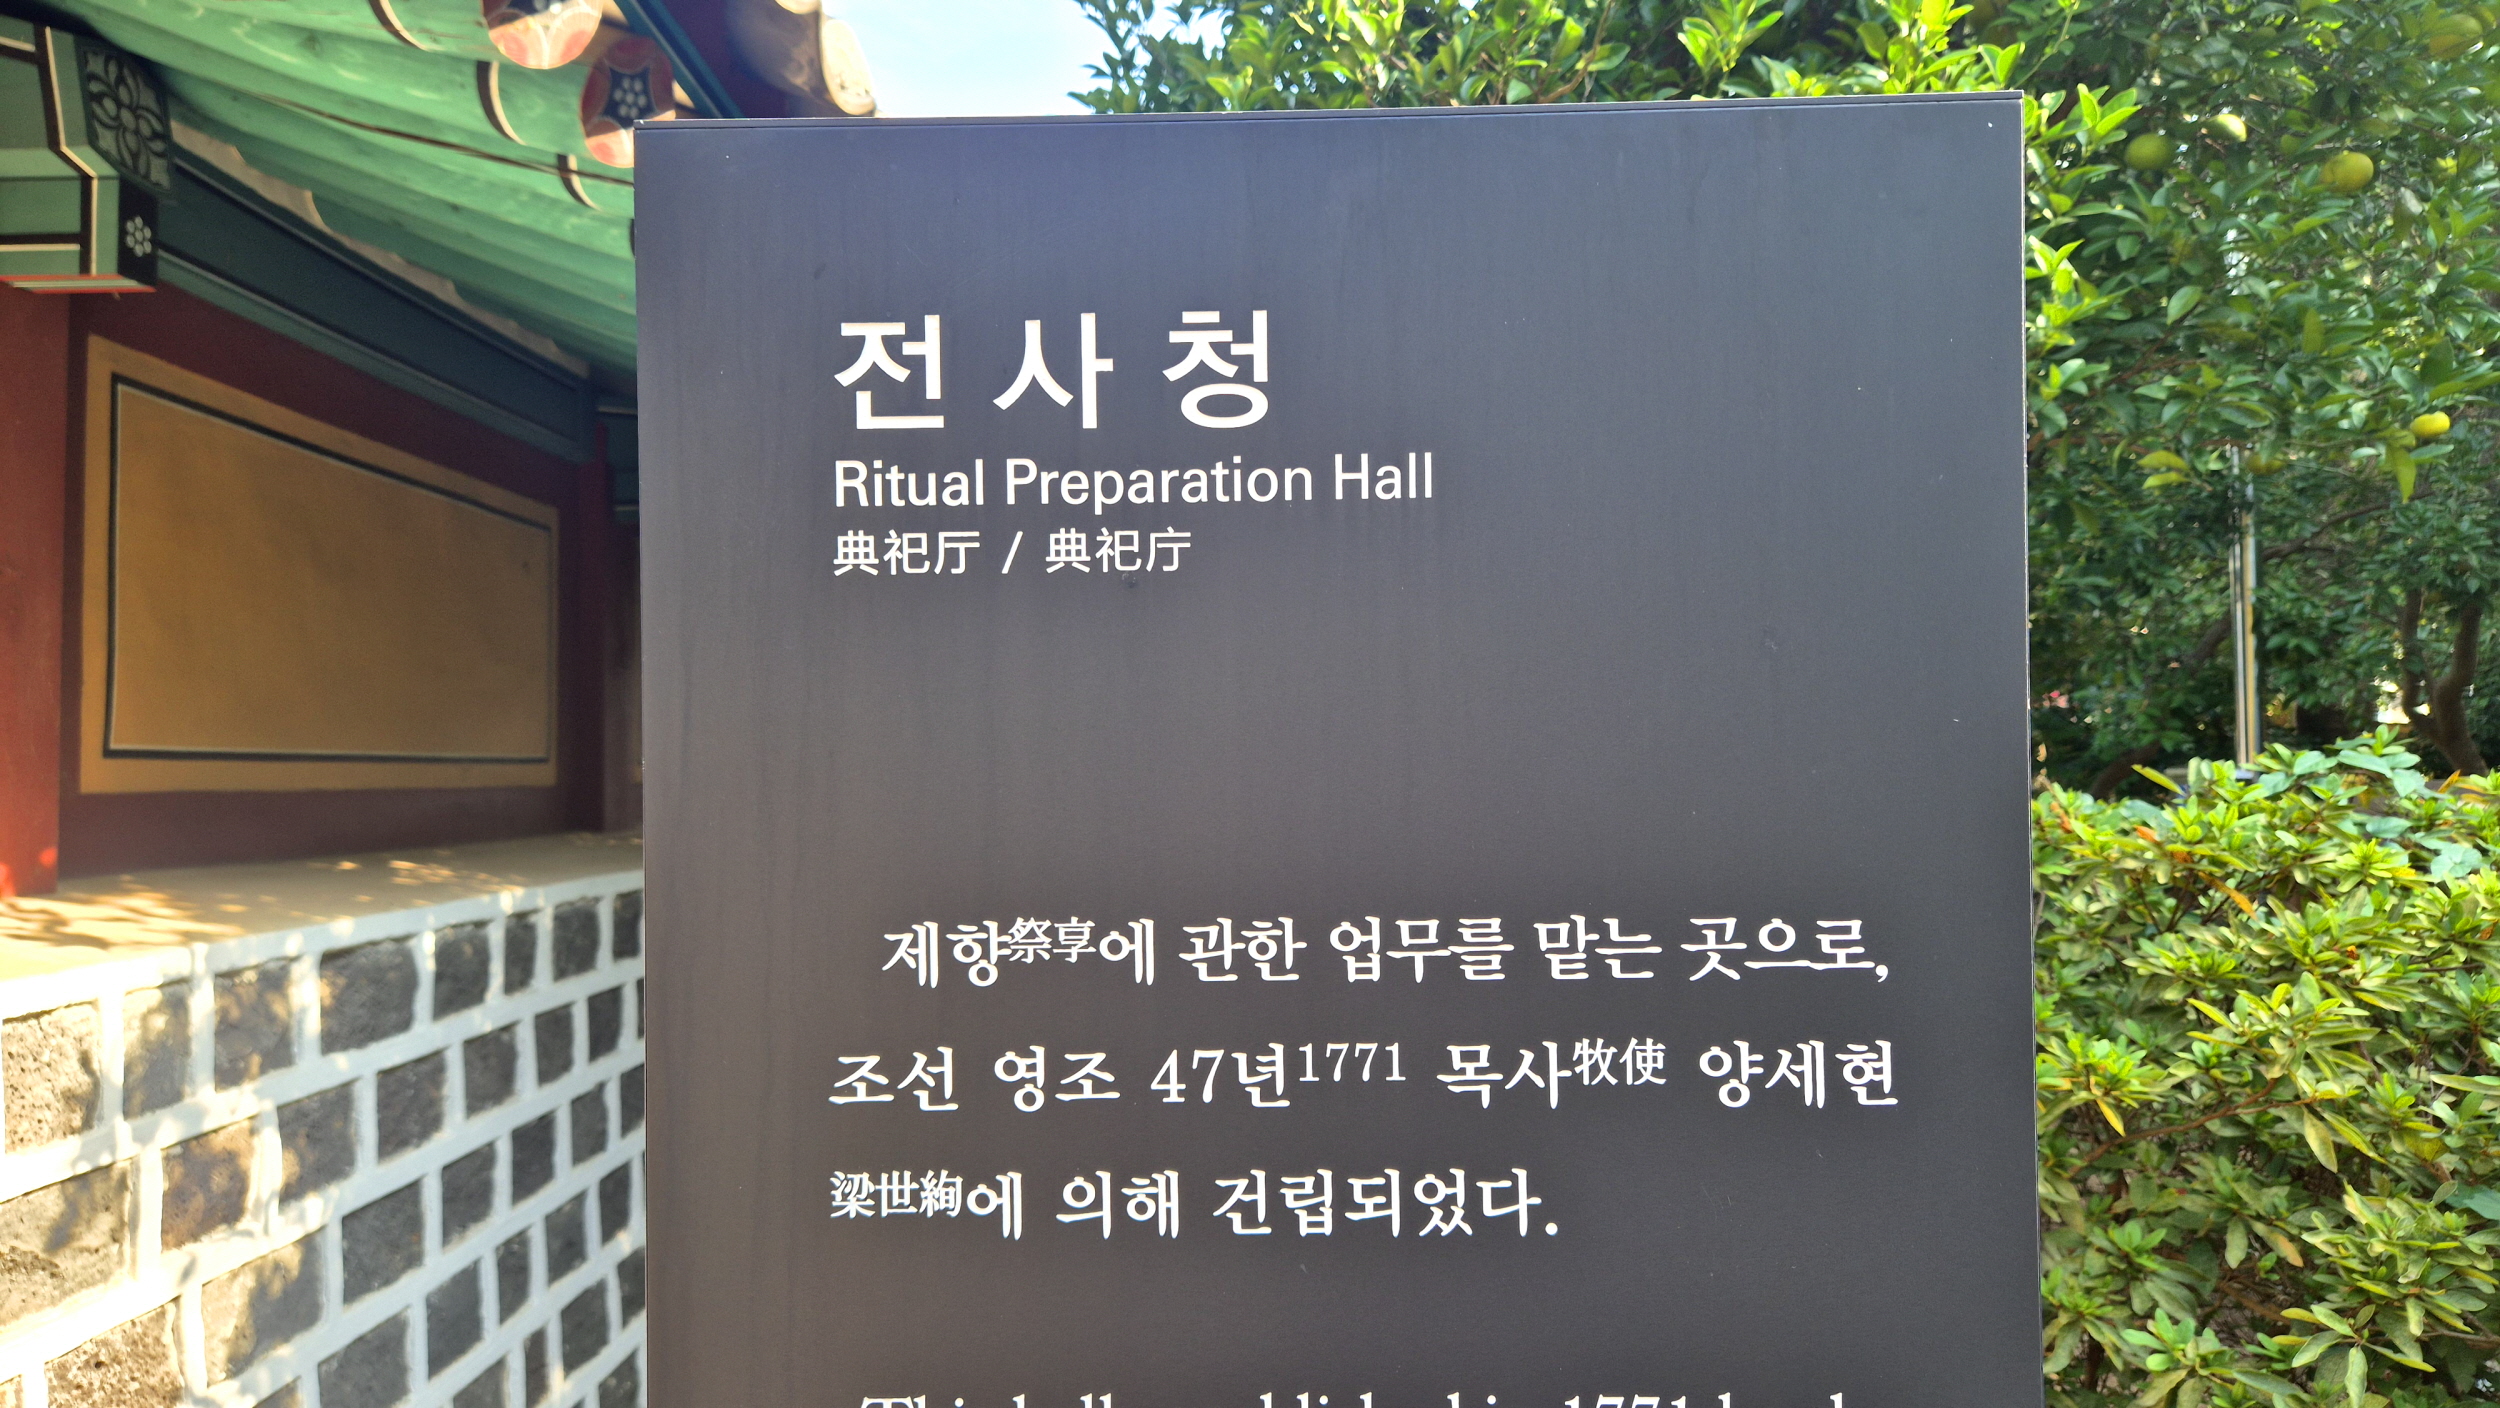 전사청
Ritual Preparation Hall
典祀厅 / 典祀庁
제향祭享에 관한 업무를 맡는 곳으로,
조선 영조 47년1771 목사牧使 양세현
梁世絢에 의해 건립되었다.